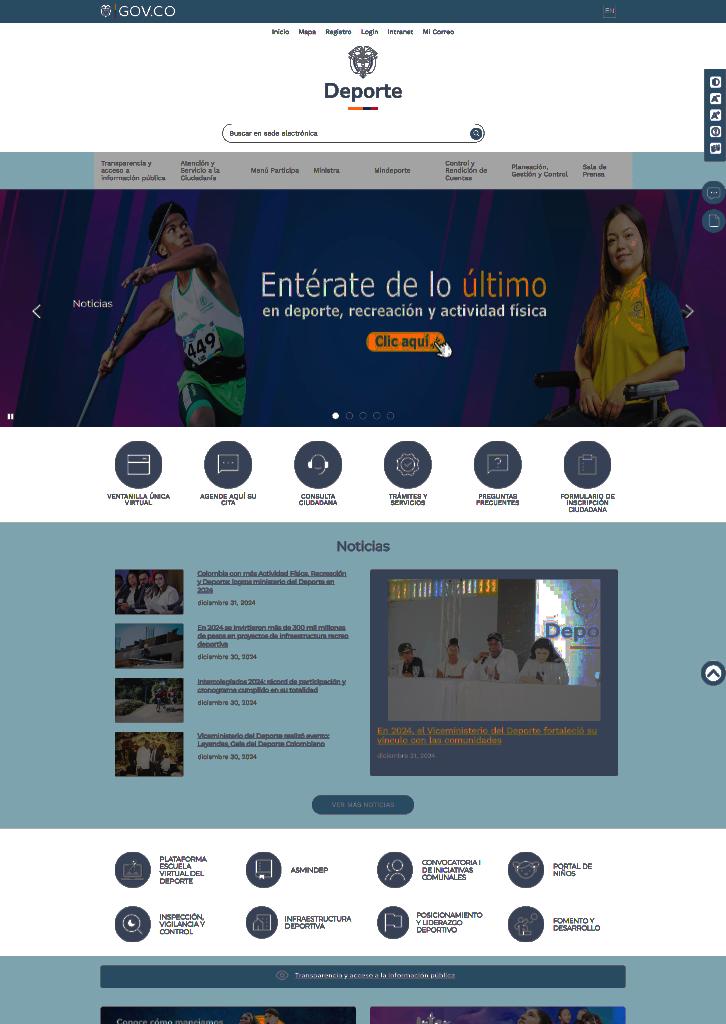 GOV.CO
EN
Inicio Mapa Registro Login Intranet Mi Correo
Deporte
Buscar en sede electrónica
Transparencia y
acceso a
información pública
Atención y
Servicio a la
Ciudadanía
Menú Participa
Ministra
Mindeporte
Control y
Rendición de
Cuentas
Planeación,
Gestión y Control
Sala de
Prensa
Noticias
Entérate de lo último
en deporte, recreación y actividad física
Clic aquí
449
VENTANILLA ÚNICA
VIRTUAL
AGENDE AQUÍ SU
CITA
CONSULTA
CIUDADANA
TRÁMITES Y
SERVICIOS
PREGUNTAS
FRECUENTES
FORMULARIO DE
INSCRIPCIÓN
CIUDADANA
Noticias
Colombia con más Actividad Física, Recreación
y Deporte: logros ministerio del Deporte en
2024
diciembre 31, 2024
En 2024 se invirtieron más de 300 mil millones
de pesos en proyectos de infraestructura recreo
deportiva
diciembre 30, 2024
Intercolegiados 2024: récord de participación y
cronograma cumplido en su totalidad
diciembre 30, 2024
Viceministerio del Deporte realizó evento:
Leyendas, Gala del Deporte Colombiano
diciembre 30, 2024
Depo
En 2024, el Viceministerio del Deporte fortaleció su
vínculo con las comunidades
diciembre 31, 2024
VER MÁS NOTICIAS
PLATAFORMA
ESCUELA
VIRTUAL DEL
DEPORTE
ASMINDEP
CONVOCATORIA I
DE INICIATIVAS
COMUNALES
PORTAL DE
NIÑOS
INSPECCIÓN,
VIGILANCIA Y
CONTROL
INFRAESTRUCTURA
DEPORTIVA
POSICIONAMIENTO
Y LIDERAZGO
DEPORTIVO
FOMENTO Y
DESARROLLO
Transparencia y acceso a la información pública
Conoce cómo manejamos